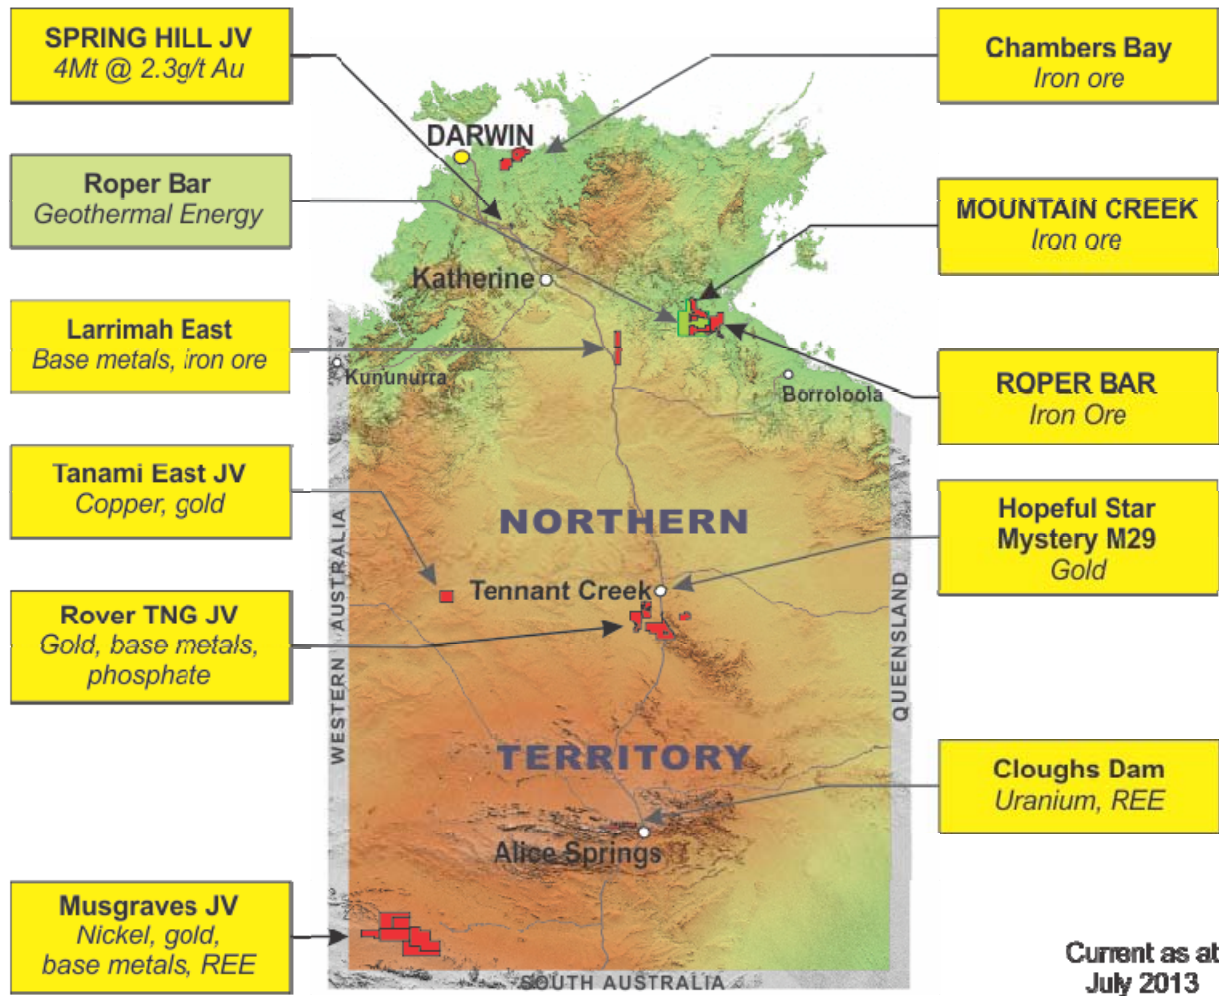 SPRING HILL JV
4Mt @ 2.3g/t Au
Roper Bar
Geothermal Energy
Larrimah East
Base metals, iron ore
Tanami East JV
Copper, gold
Rover TNG JV
Gold, base metals,
phosphate
Musgraves JV
Nickel, gold,
base metals, REE
DARWIN
Katherine
Kununurra
Borroloola
NORTHERN
Tennant Creek
TERRITORY
Alice Springs
WESTERN AUSTRALIA
QUEENSLAND
SOUTH AUSTRALIA
Chambers Bay
Iron ore
MOUNTAIN CREEK
Iron ore
ROPER BAR
Iron Ore
Hopeful Star
Mystery M29
Gold
Cloughs Dam
Uranium, REE
Current as at
July 2013